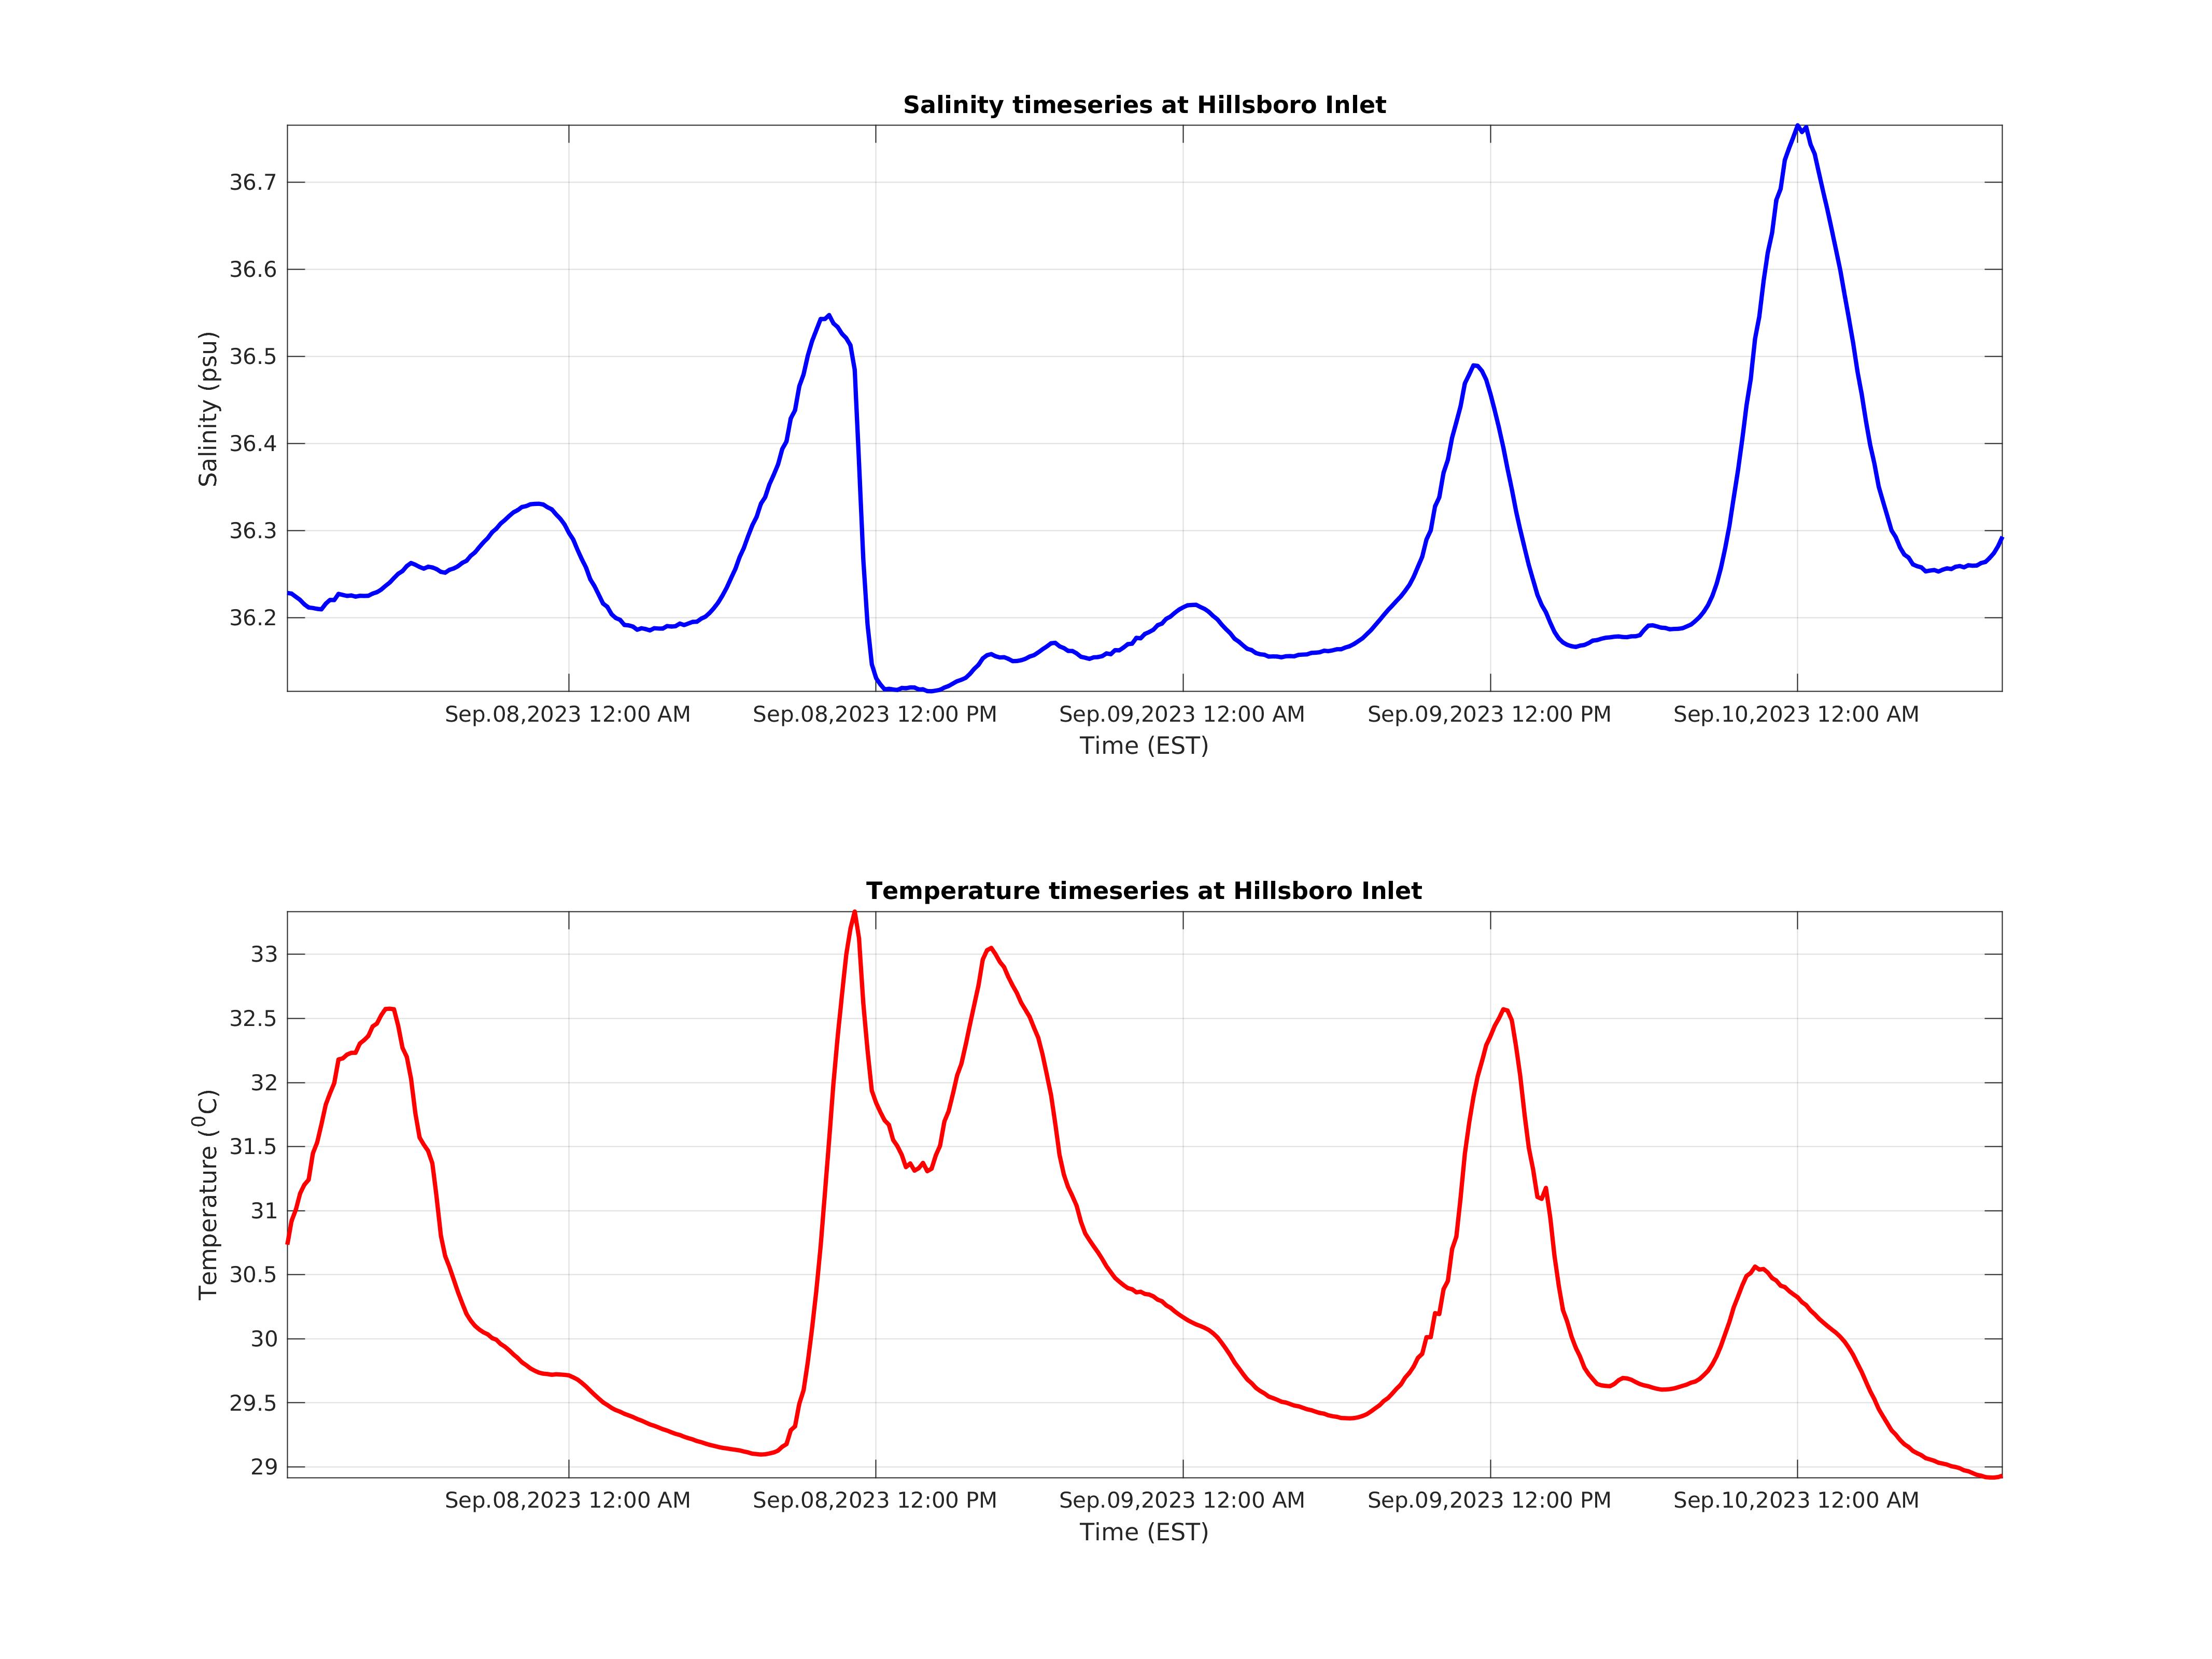 Salinity timeseries at Hillsboro Inlet
36.7
36.6
36.5
36.4
36.3
36.2
Salinity (psu)
Sep.08,2023 12:00 AM Sep.08,2023 12:00 PM Sep.09,2023 12:00 AM Sep.09,2023 12:00 PM Sep.10,2023 12:00 AM
Time (EST)
Temperature timeseries at Hillsboro Inlet
33
32.5
32
31.5
31
30.5
30
29.5
29
Temperature (⁰C)
Sep.08,2023 12:00 AM Sep.08,2023 12:00 PM Sep.09,2023 12:00 AM Sep.09,2023 12:00 PM Sep.10,2023 12:00 AM
Time (EST)